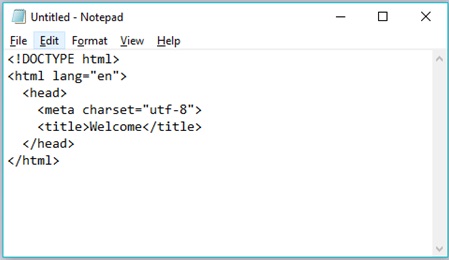 Untitled - Notepad
File Edit Format View Help
<!DOCTYPE html>
<html lang="en">
  <head>
    <meta charset="utf-8">
    <title>Welcome</title>
  </head>
</html>